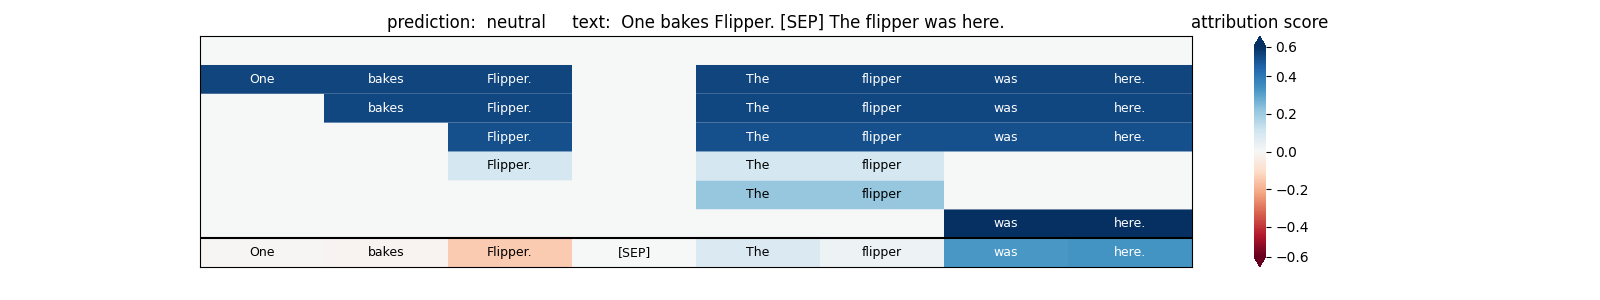 prediction:  neutral     text:  One bakes Flipper. [SEP] The flipper was here.
attribution score
One bakes Flipper. The flipper was here.
bakes Flipper. The flipper was here.
Flipper. The flipper was here.
Flipper. The flipper
The flipper
was here.
One bakes Flipper. [SEP] The flipper was here.
0.6
0.4
0.2
0.0
−0.2
−0.4
−0.6